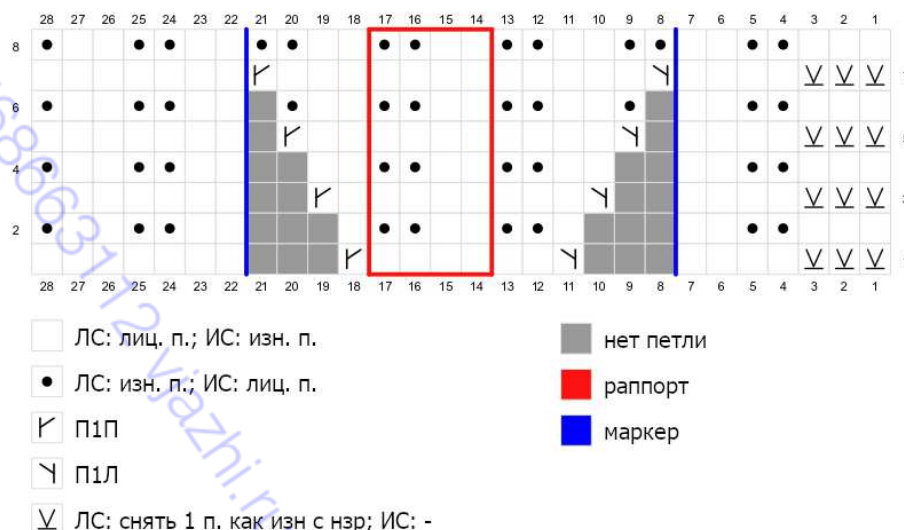 28 27 26 25 24 23 22 21 20 19 18 17 16 15 14 13 12 11 10 9 8 7 6 5 4 3 2 1
8
6
4
2
28 27 26 25 24 23 22 21 20 19 18 17 16 15 14 13 12 11 10 9 8 7 6 5 4 3 2 1
ЛС: лиц. п.; ИС: изн. п.
нет петли
ЛС: изн. п.; ИС: лиц. п.
раппорт
П1П
маркер
П1Л
ЛС: снять 1 п. как изн с нзр; ИС: -
68663112 vjazhi.ru